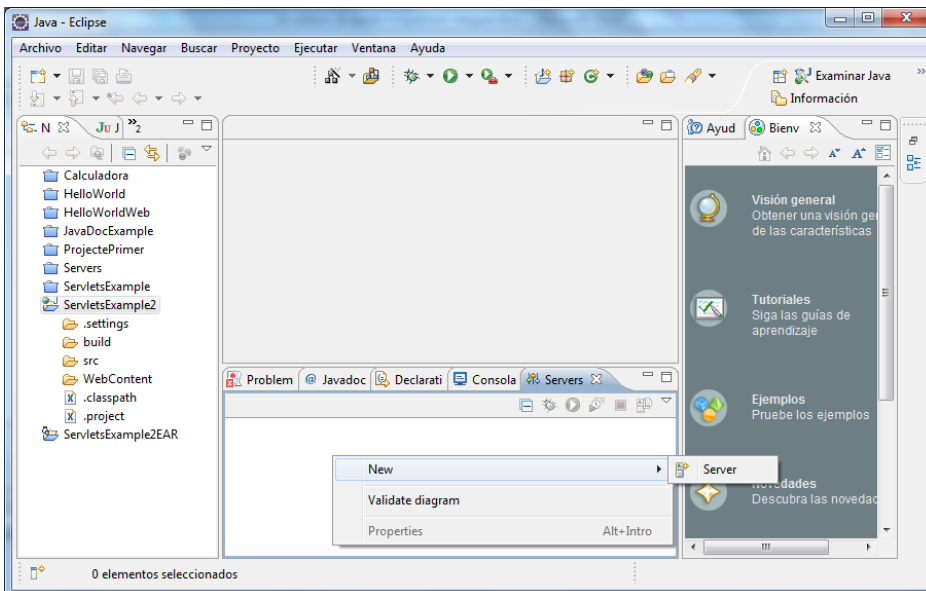 Java - Eclipse
Archivo Editar Navegar Buscar Proyecto Ejecutar Ventana Ayuda
Examinar Java
Información
N
Ju J
»2
Calculadora
HelloWorld
HelloWorldWeb
JavaDocExample
ProjectePrimer
Servers
ServletsExample
ServletsExample2
.settings
build
src
WebContent
.classpath
.project
ServletsExample2EAR
Problem @ Javadoc Declarati Consola Servers
New
Server
Validate diagram
Properties Alt+Intro
Ayud Bienv
Visión general
Obtener una visión gen
de las características
Tutoriales
Siga las guías de
aprendizaje
Ejemplos
Pruebe los ejemplos
Novedades
Descubra las novedad
0 elementos seleccionados